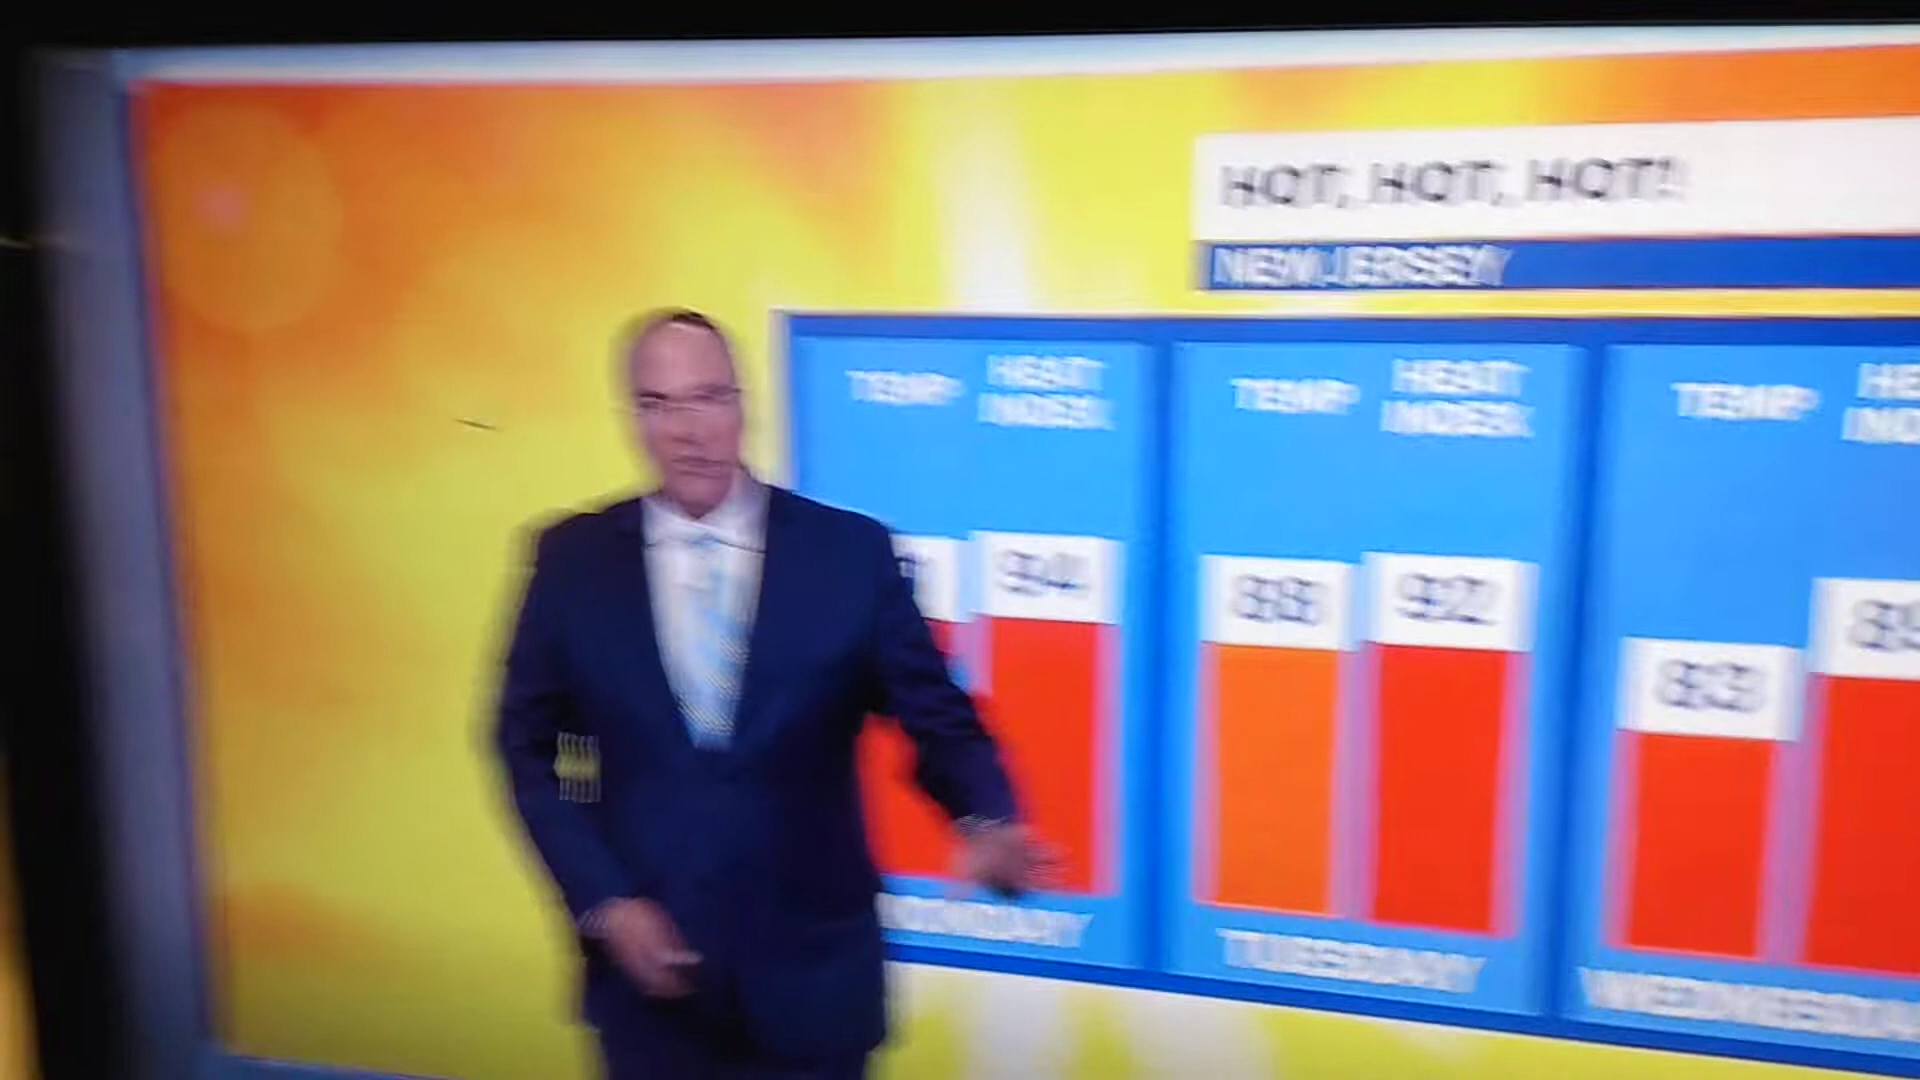 HOT, HOT, HOT!
NEW JERSEY
TEMP HEAT INDEX
TEMP HEAT INDEX
TEMP
94
88 92
83
TUESDAY